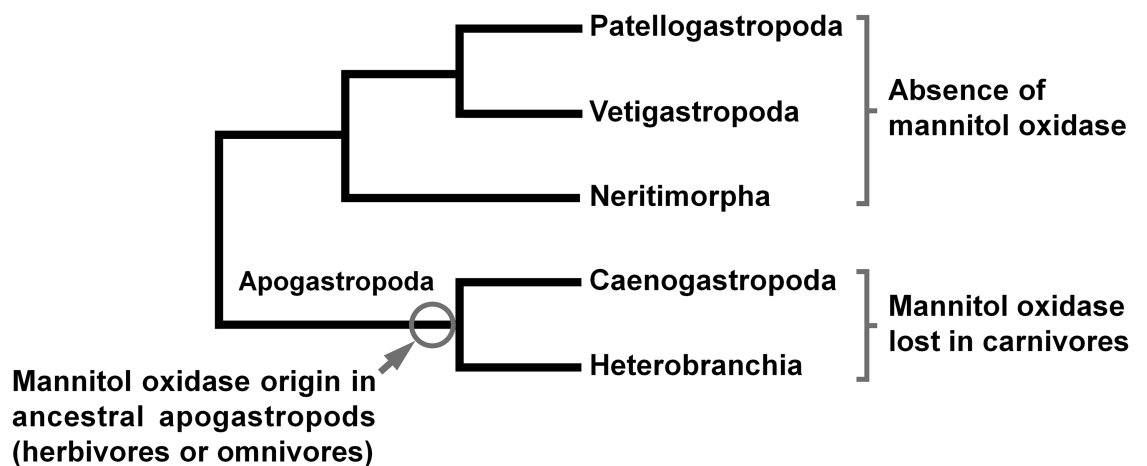 Patellogastropoda
Vetigastropoda
Neritimorpha
Absence of
mannitol oxidase
Apogastropoda
Caenogastropoda
Heterobranchia
Mannitol oxidase
lost in carnivores
Mannitol oxidase origin in
ancestral apogastropods
(herbivores or omnivores)